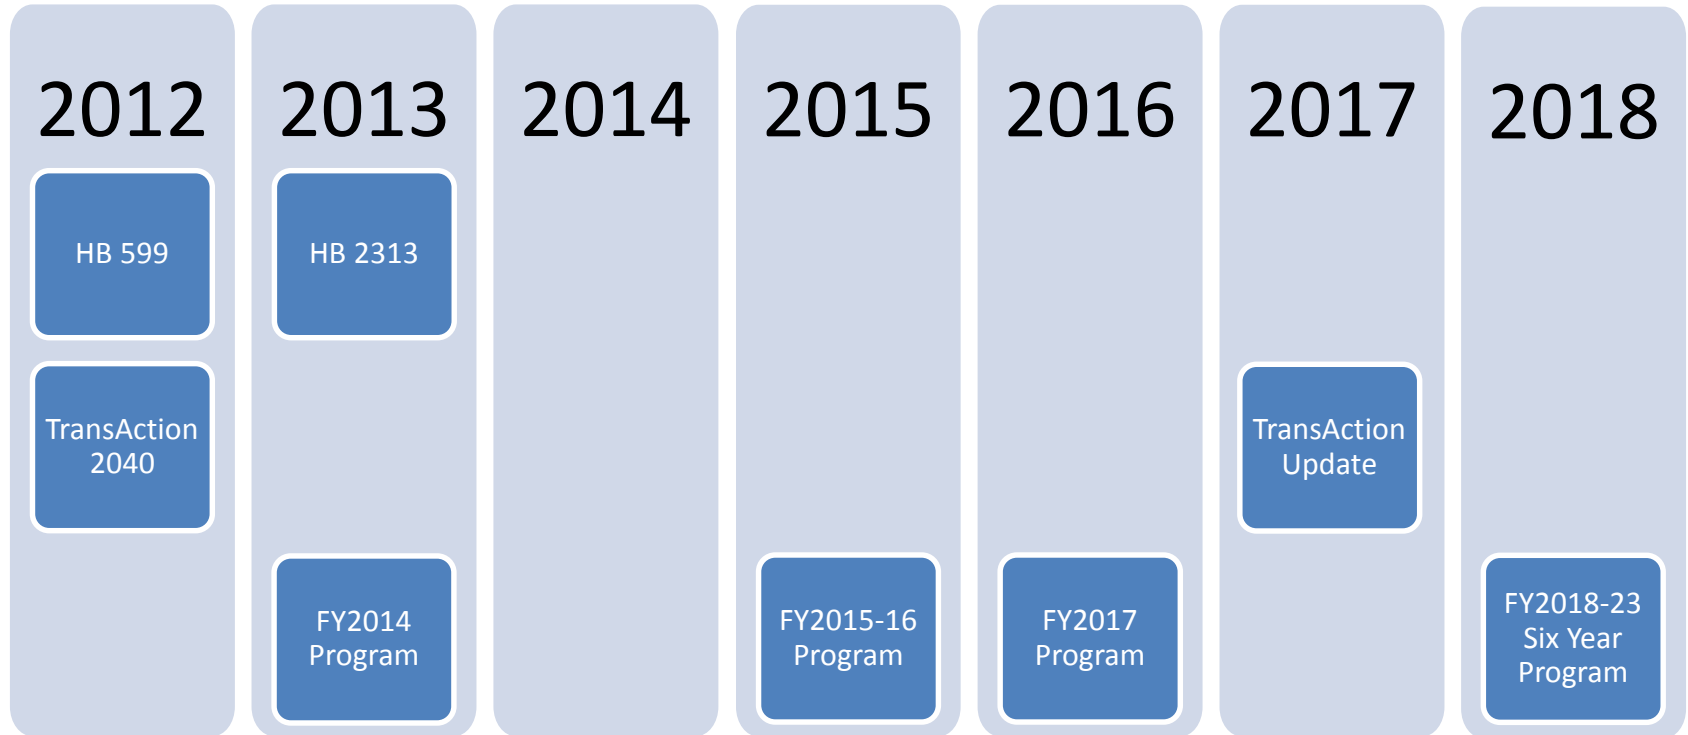 2012
2013
2014
2015
2016
2017
2018
HB 599
HB 2313
TransAction
2040
TransAction
Update
FY2014
Program
FY2015-16
Program
FY2017
Program
FY2018-23
Six Year
Program